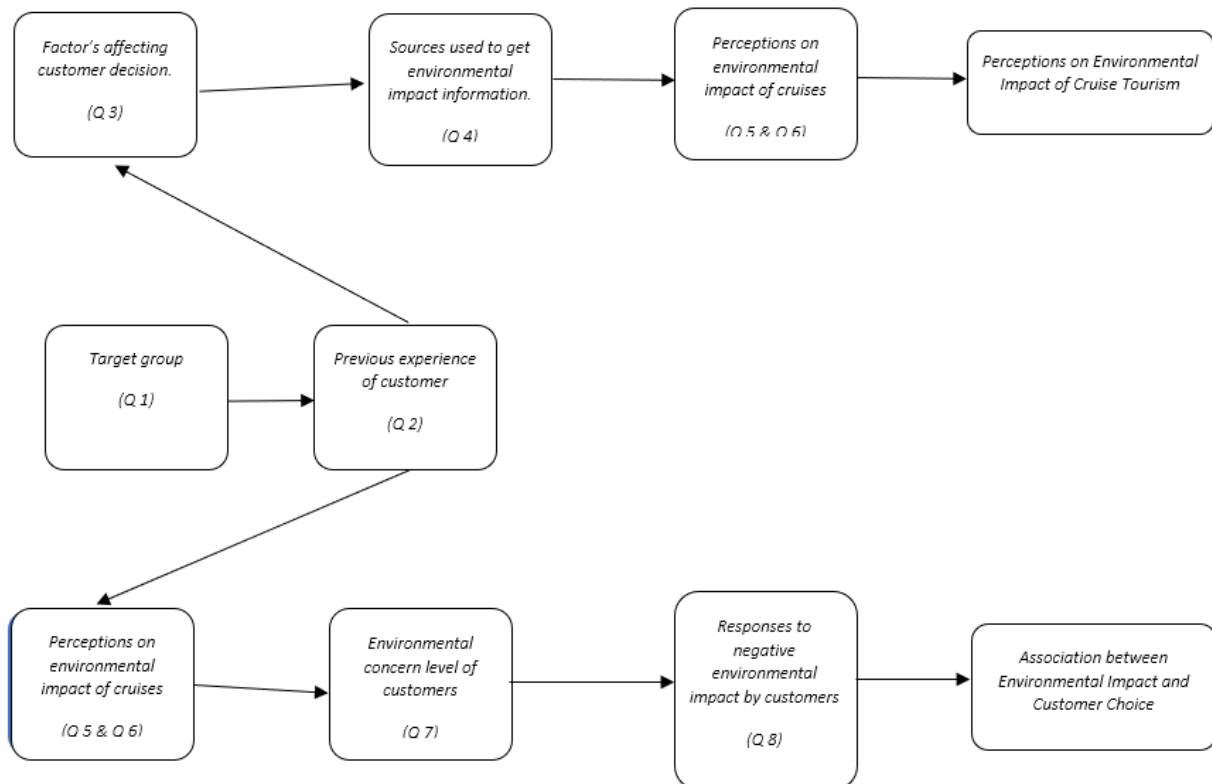 Factor's affecting
customer decision.
(Q 3)
Sources used to get
environmental
impact information.
(Q 4)
Perceptions on
environmental
impact of cruises
(Q 5 & Q 6)
Perceptions on Environmental
Impact of Cruise Tourism
Target group
(Q 1)
Previous experience
of customer
(Q 2)
Perceptions on
environmental
impact of cruises
(Q 5 & Q 6)
Environmental
concern level of
customers
(Q 7)
Responses to
negative
environmental
impact by customers
(Q 8)
Association between
Environmental Impact and
Customer Choice